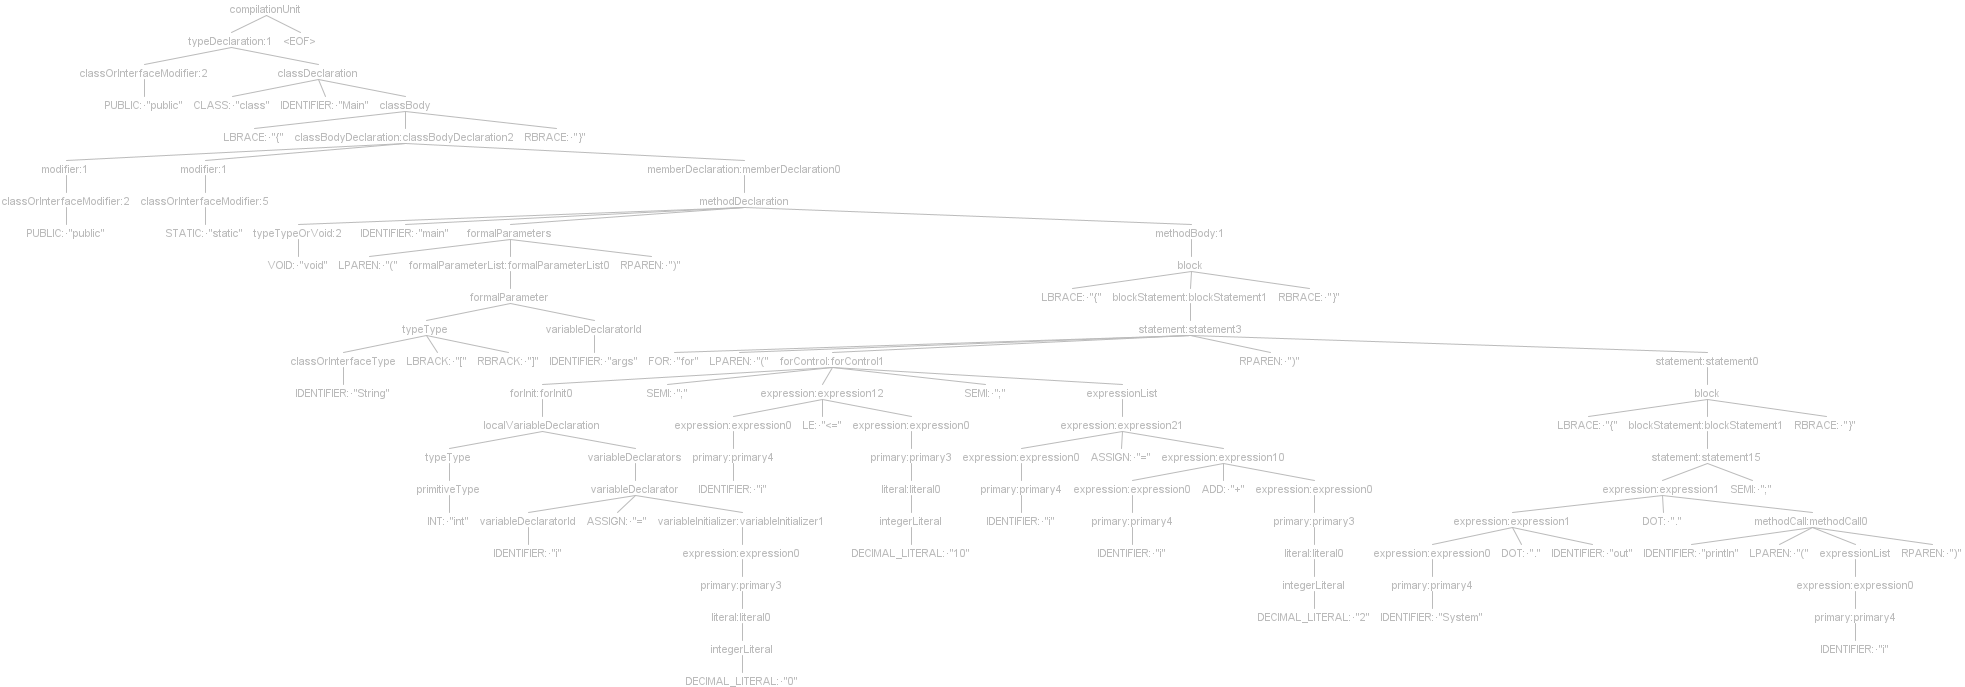 compilationUnit
typeDeclaration:1 <EOF>
classOrInterfaceModifier:2 classDeclaration
PUBLIC:·"public" CLASS:·"class" IDENTIFIER:·"Main" classBody
LBRACE:·"{" classBodyDeclaration:classBodyDeclaration2 RBRACE:·"}"
modifier:1 modifier:1 memberDeclaration:memberDeclaration0
classOrInterfaceModifier:2 classOrInterfaceModifier:5 methodDeclaration
PUBLIC:·"public" STATIC:·"static" typeTypeOrVoid:2 IDENTIFIER:·"main" formalParameters methodBody:1
VOID:·"void" LPAREN:·"(" formalParameterList:formalParameterList0 RPAREN:·")" block
formalParameter LBRACE:·"{" blockStatement:blockStatement1 RBRACE:·"}"
typeType variableDeclaratorId statement:statement3
classOrInterfaceType LBRACK:·"[" RBRACK:·"]" IDENTIFIER:·"args" FOR:·"for" LPAREN:·"(" forControl:forControl1 RPAREN:·")" statement:statement0
IDENTIFIER:·"String" forInit:forInit0 SEMI:·";" expression:expression12 SEMI:·";" expressionList block
localVariableDeclaration expression:expression0 LE:·"<=" expression:expression0 expression:expression21 LBRACE:·"{" blockStatement:blockStatement1 RBRACE:·"}"
typeType variableDeclarators primary:primary4 primary:primary3 expression:expression0 ASSIGN:·"=" expression:expression10 statement:statement15
primitiveType variableDeclarator IDENTIFIER:·"i" literal:literal0 primary:primary4 expression:expression0 ADD:·"+" expression:expression0 expression:expression1 SEMI:·";"
INT:·"int" variableDeclaratorId ASSIGN:·"=" variableInitializer:variableInitializer1 integerLiteral IDENTIFIER:·"i" primary:primary4 primary:primary3 expression:expression1 DOT:·"." methodCall:methodCall0
IDENTIFIER:·"i" expression:expression0 DECIMAL_LITERAL:·"10" IDENTIFIER:·"i" literal:literal0 expression:expression0 DOT:·"." IDENTIFIER:·"out" IDENTIFIER:·"println" LPAREN:·"(" expressionList RPAREN:·")"
primary:primary3 integerLiteral primary:primary4 expression:expression0
literal:literal0 DECIMAL_LITERAL:·"2" IDENTIFIER:·"System" primary:primary4
integerLiteral IDENTIFIER:·"i"
DECIMAL_LITERAL:·"0"